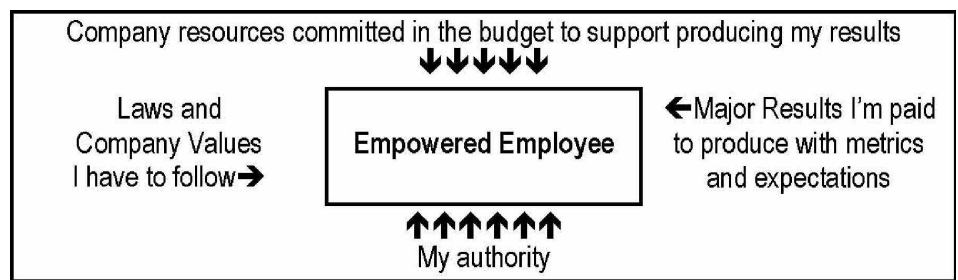 Company resources committed in the budget to support producing my results
↓↓↓↓↓
Laws and
Company Values
I have to follow→
Empowered Employee
←Major Results I'm paid
to produce with metrics
and expectations
↑↑↑↑↑↑
My authority